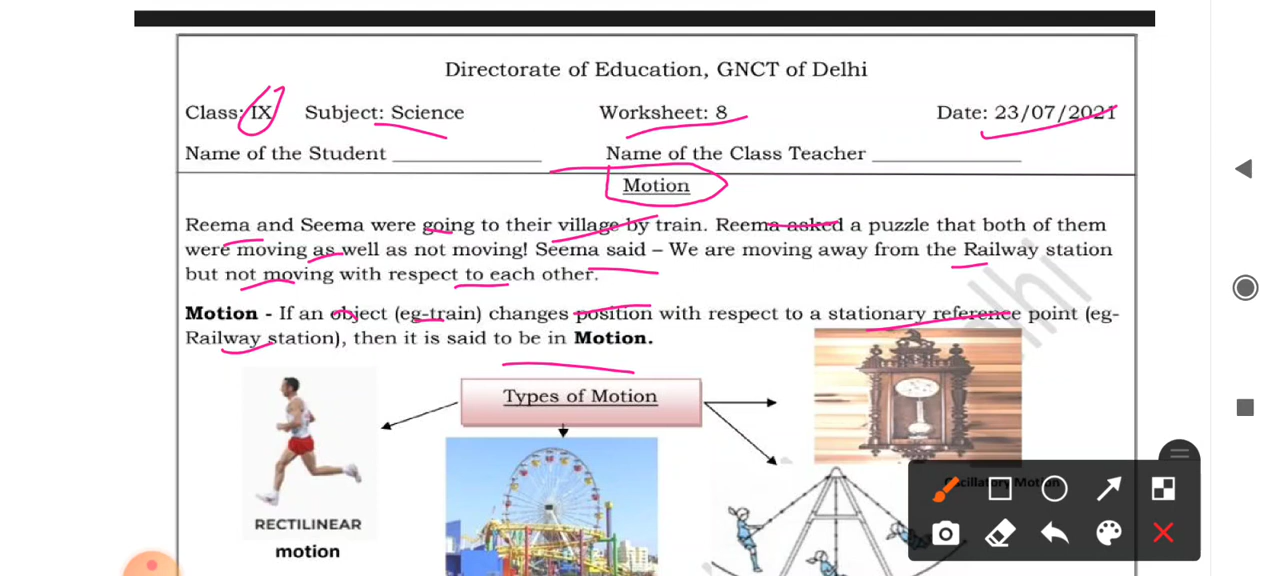 Directorate of Education, GNCT of Delhi
Class: IX Subject: Science Worksheet: 8 Date: 23/07/2021
Name of the Student ______________ Name of the Class Teacher ______________
Motion
Reema and Seema were going to their village by train. Reema asked a puzzle that both of them
were moving as well as not moving! Seema said – We are moving away from the Railway station
but not moving with respect to each other.
Motion - If an object (eg-train) changes position with respect to a stationary reference point (eg-
Railway station), then it is said to be in Motion.
Types of Motion
RECTILINEAR
motion
Motion